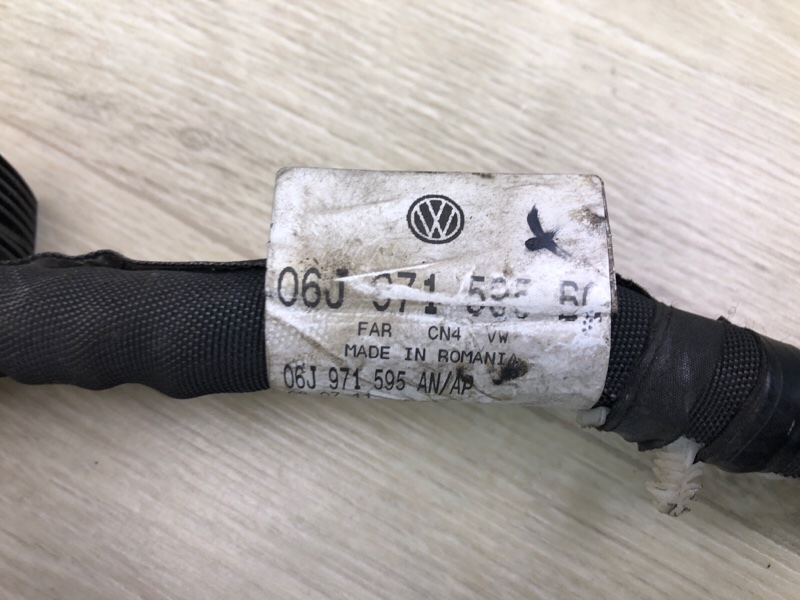 06J 971 595
FAR CN4 VW
MADE IN ROMANIA
06J 971 595 AN/AP